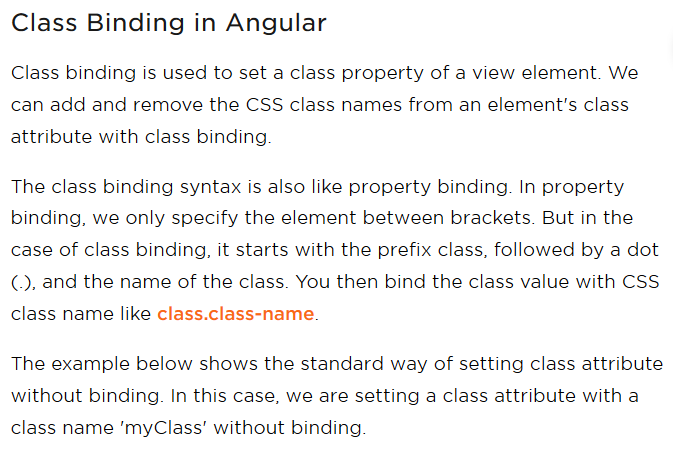 Class Binding in Angular
Class binding is used to set a class property of a view element. We
can add and remove the CSS class names from an element's class
attribute with class binding.
The class binding syntax is also like property binding. In property
binding, we only specify the element between brackets. But in the
case of class binding, it starts with the prefix class, followed by a dot
(.), and the name of the class. You then bind the class value with CSS
class name like class.class-name.
The example below shows the standard way of setting class attribute
without binding. In this case, we are setting a class attribute with a
class name 'myClass' without binding.